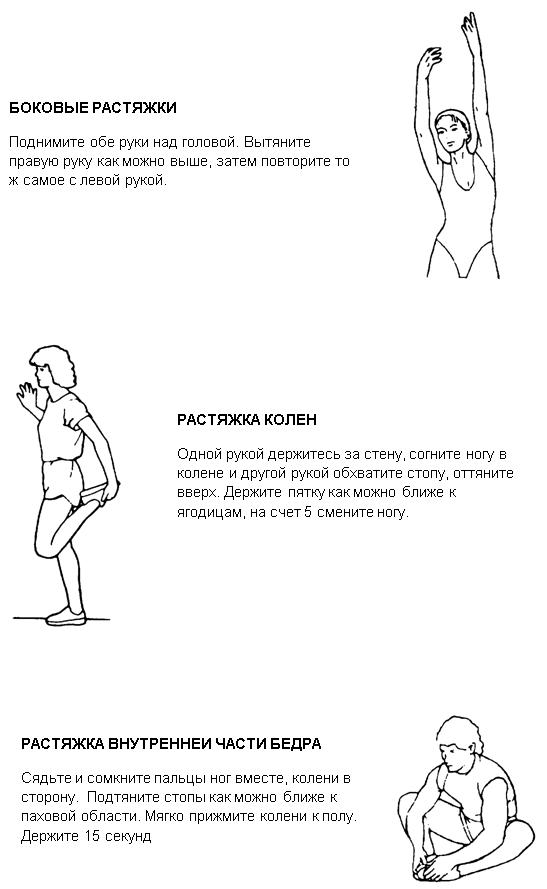 БОКОВЫЕ РАСТЯЖКИ
Поднимите обе руки над головой. Вытяните
правую руку как можно выше, затем повторите то
ж самое с левой рукой.
РАСТЯЖКА КОЛЕН
Одной рукой держитесь за стену, согните ногу в
колене и другой рукой обхватите стопу, оттяните
вверх. Держите пятку как можно ближе к
ягодицам, на счет 5 смените ногу.
РАСТЯЖКА ВНУТРЕННЕИ ЧАСТИ БЕДРА
Сядьте и сомкните пальцы ног вместе, колени в
сторону. Подтяните стопы как можно ближе к
паховой области. Мягко прижмите колени к полу.
Держите 15 секунд